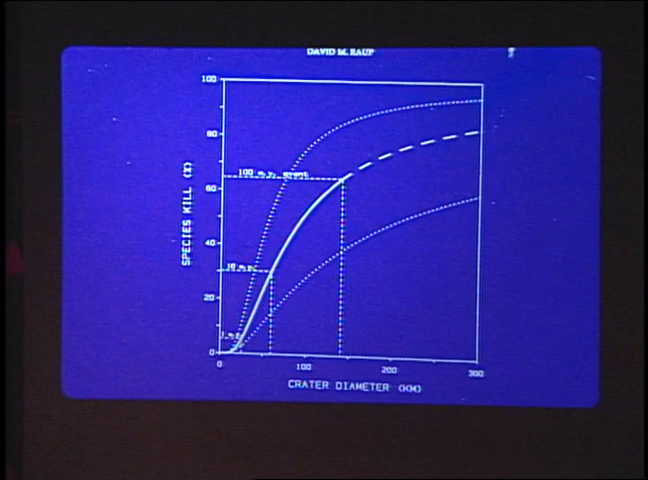 DAVID M. RAUP
100
80
60
40
20
0
SPECIES KILL (%)
100 m.y. event
10 m.y.
0
100
200
300
CRATER DIAMETER (KM)